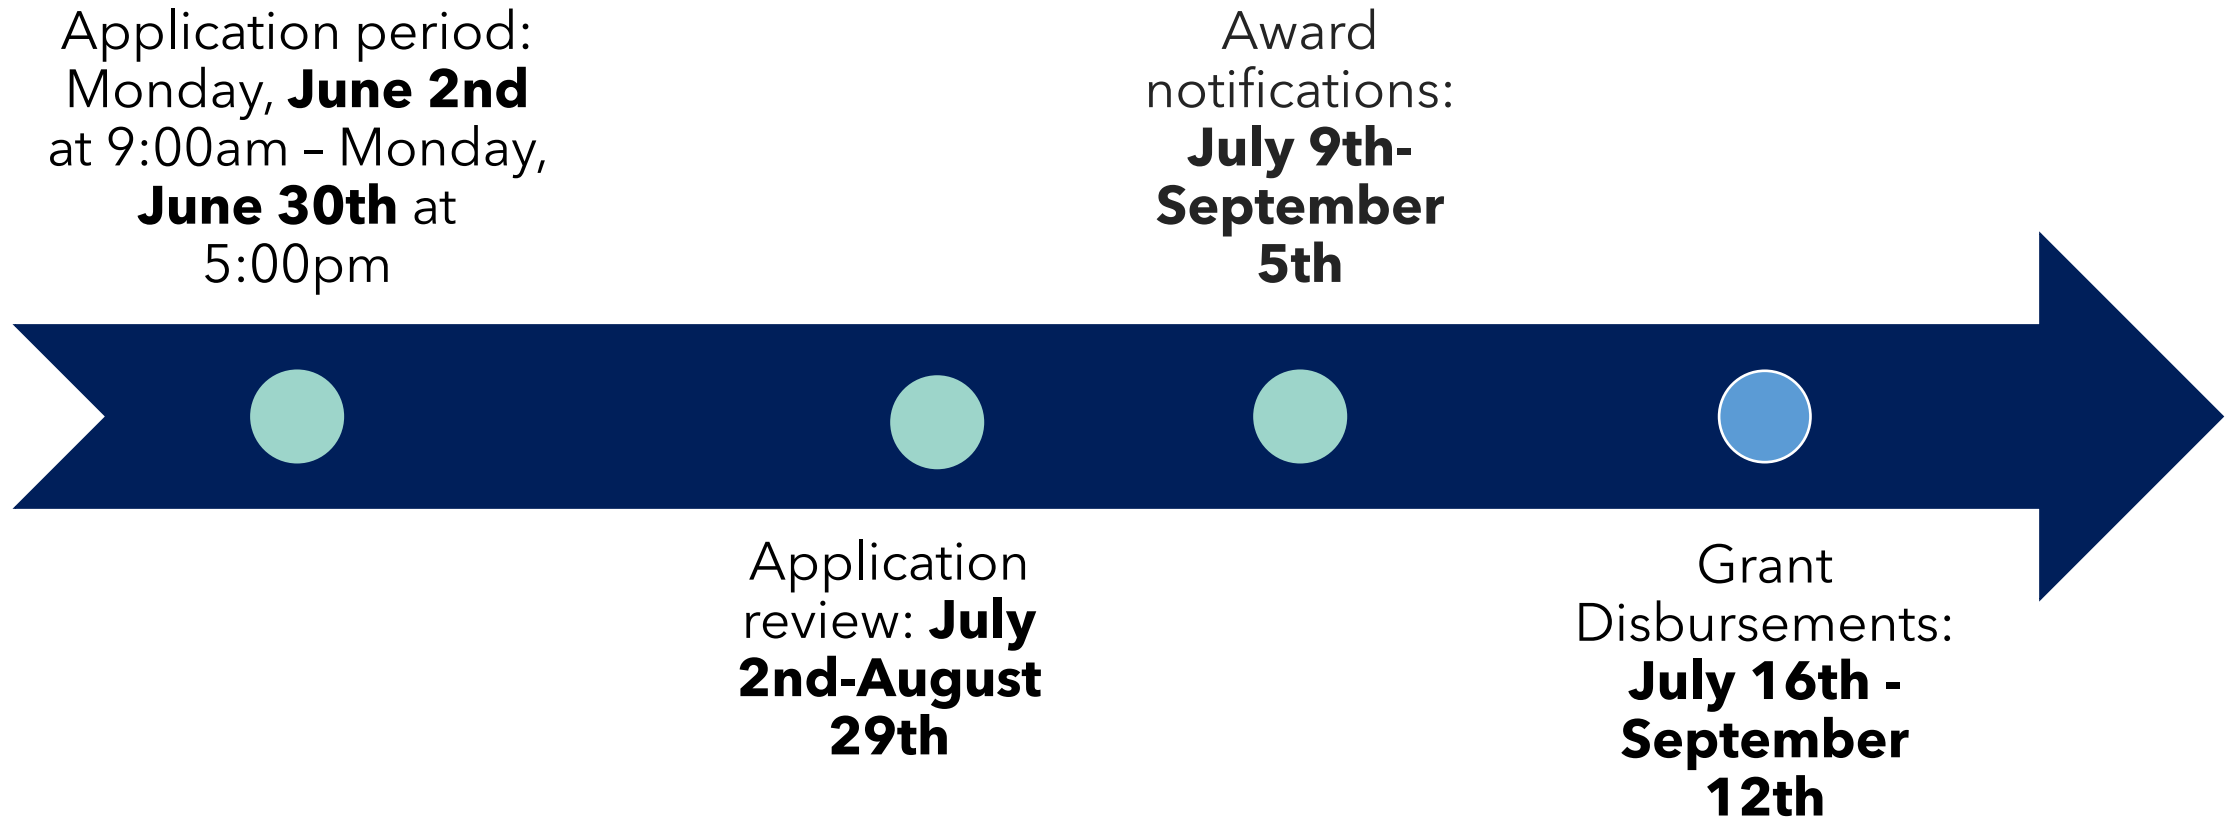 Application period:
Monday, June 2nd
at 9:00am – Monday,
June 30th at
5:00pm
Application
review: July
2nd-August
29th
Award
notifications:
July 9th-
September
5th
Grant
Disbursements:
July 16th -
September
12th